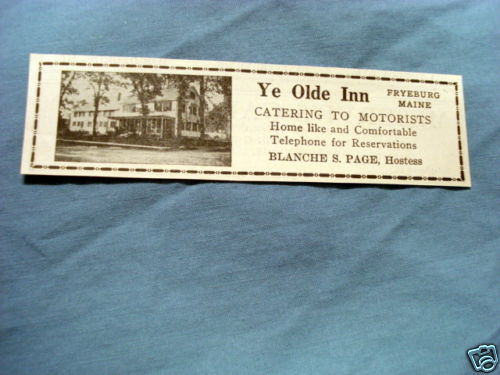 Ye Olde Inn FRYEBURG MAINE
CATERING TO MOTORISTS
Home like and Comfortable
Telephone for Reservations
BLANCHE S. PAGE, Hostess